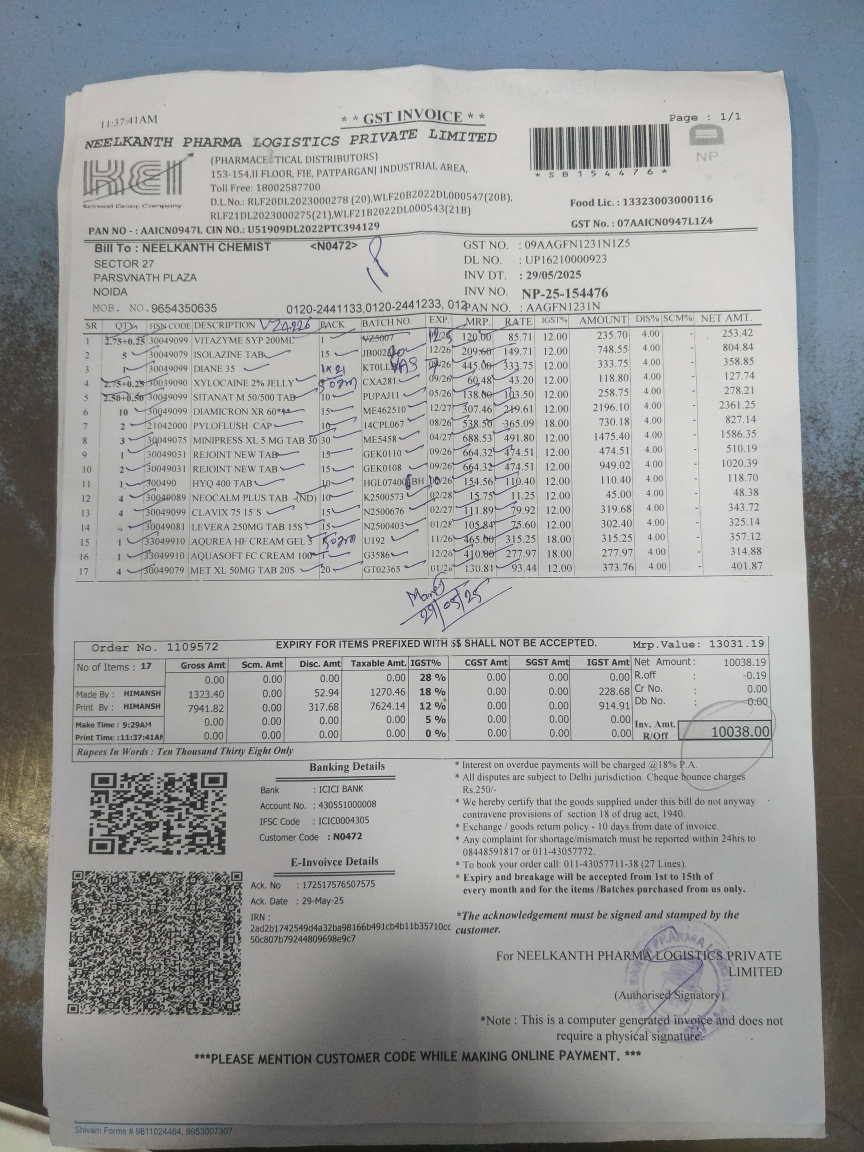 11:37:41AM
* * GST INVOICE * *
Page : 1/1
NEELKANTH PHARMA LOGISTICS PRIVATE LIMITED
KEI
Keimed Group Company
(PHARMACEUTICAL DISTRIBUTORS)
153-154,II FLOOR, FIE, PATPARGANJ INDUSTRIAL AREA,
Toll Free: 18002587700
D.L.No.: RLF20DL2023000278 (20),WLF20B2022DL000547(20B),
RLF21DL2023000275(21),WLF21B2022DL000543(21B)
*SB154476*
NP
Food Lic. : 13323003000116
PAN NO - : AAICN0947L CIN NO.: U51909DL2022PTC394129
GST No. : 07AAICN0947L1Z4
Bill To : NEELKANTH CHEMIST <N0472>
SECTOR 27
PARSVNATH PLAZA
NOIDA
MOB. NO. 9654350635
0120-2441133,0120-2441233, 012
GST NO. : 09AAGFN1231N1Z5
DL NO. : UP16210000923
INV DT. : 29/05/2025
INV NO. NP-25-154476
PAN NO. : AAGFN1231N
SR QTY. HSN CODE DESCRIPTION PACK BATCH NO. EXP. MRP. RATE IGST% AMOUNT DIS% SCM% NET AMT.
1 2.75+0.25 30049099 VITAZYME SYP 200ML VZ5007 120.00 85.71 12.00 235.70 4.00 - 253.42
2 5 30049079 ISOLAZINE TAB 15 12/26 209.60 149.71 12.00 748.55 4.00 - 804.84
3 1 30049099 DIANE 35 445.00 333.75 12.00 333.75 4.00 - 358.85
4 2.75+0.25 30039090 XYLOCAINE 2% JELLY CXA281 09/26 60.48 43.20 12.00 118.80 4.00 - 127.74
5 2.50+0.50 30049099 SITANAT M 50/500 TAB 10 PUPAJ11 05/26 138.00 103.50 12.00 258.75 4.00 - 278.21
6 10 30049099 DIAMICRON XR 60*** 15 ME462510 12/27 307.46 219.61 12.00 2196.10 4.00 - 2361.25
7 2 21042000 PYLOFLUSH CAP 10 14CPL067 08/26 538.50 365.09 18.00 730.18 4.00 - 827.14
8 3 30049075 MINIPRESS XL 5 MG TAB 30 30 ME5458 04/27 688.53 491.80 12.00 1475.40 4.00 - 1586.35
9 1 30049031 REJOINT NEW TAB 15 GEK0110 09/26 664.32 474.51 12.00 474.51 4.00 - 510.19
10 2 30049031 REJOINT NEW TAB 15 GEK0108 09/26 664.32 474.51 12.00 949.02 4.00 - 1020.39
11 1 300490 HYQ 400 TAB 10 154.56 110.40 12.00 110.40 4.00 - 118.70
12 4 30049089 NEOCALM PLUS TAB (ND) 10 K2500573 02/28 15.75 11.25 12.00 45.00 4.00 - 48.38
13 4 30049099 CLAVIX 75 15`S 15 N2500676 02/27 111.89 79.92 12.00 319.68 4.00 - 343.72
14 4 30049081 LEVERA 250MG TAB 15S 15 N2500403 01/28 105.84 75.60 12.00 302.40 4.00 - 325.14
15 1 33049910 AQUREA HF CREAM GEL 5 U192 11/26 465.00 315.25 18.00 315.25 4.00 - 357.12
16 1 33049910 AQUASOFT FC CREAM 100 G3586 12/26 410.00 277.97 18.00 277.97 4.00 - 314.88
17 4 30049079 MET XL 50MG TAB 20S 20 GT02365 01/28 130.81 93.44 12.00 373.76 4.00 - 401.87
29/05/25
Order No. 1109572 EXPIRY FOR ITEMS PREFIXED WITH $$ SHALL NOT BE ACCEPTED. Mrp.Value: 13031.19
No of Items : 17
Made By : HIMANSH
Print By : HIMANSH
Make Time : 9:29AM
Print Time :11:37:41AM
Gross Amt Scm. Amt Disc. Amt Taxable Amt. IGST% CGST Amt SGST Amt IGST Amt
0.00 0.00 0.00 0.00 28 % 0.00 0.00 0.00
1323.40 0.00 52.94 1270.46 18 % 0.00 0.00 228.68
7941.82 0.00 317.68 7624.14 12 % 0.00 0.00 914.91
0.00 0.00 0.00 0.00 5 % 0.00 0.00 0.00
0.00 0.00 0.00 0.00 0 % 0.00 0.00 0.00
Net Amount: 10038.19
R.off : -0.19
Cr No. : 0.00
Db No. : 0.00
Inv. Amt. R/Off 10038.00
Rupees In Words : Ten Thousand Thirty Eight Only
Banking Details
Bank : ICICI BANK
Account No. : 430551000008
IFSC Code : ICIC0004305
Customer Code : N0472
E-Invoivce Details
Ack. No : 172517576507575
Ack. Date : 29-May-25
IRN :
2ad2b1742549d4a32ba98166b491cb4b11b35710cc
50c807b79244809698e9c7
* Interest on overdue payments will be charged @18% P.A.
* All disputes are subject to Delhi jurisdiction. Cheque bounce charges
Rs.250/-
* We hereby certify that the goods supplied under this bill do not anyway
contravene provisions of section 18 of drug act, 1940.
* Exchange / goods return policy - 10 days from date of invoice.
* Any complaint for shortage/mismatch must be reported within 24hrs to
08448591817 or 011-43057772.
* To book your order call: 011-43057711-38 (27 Lines).
* Expiry and breakage will be accepted from 1st to 15th of
every month and for the items /Batches purchased from us only.
*The acknowledgement must be signed and stamped by the
customer.
For NEELKANTH PHARMA LOGISTICS PRIVATE
LIMITED
(Authorised Signatory)
*Note : This is a computer generated invoice and does not
require a physical signature.
***PLEASE MENTION CUSTOMER CODE WHILE MAKING ONLINE PAYMENT. ***
Shivam Forms # 9811024464, 9953007307